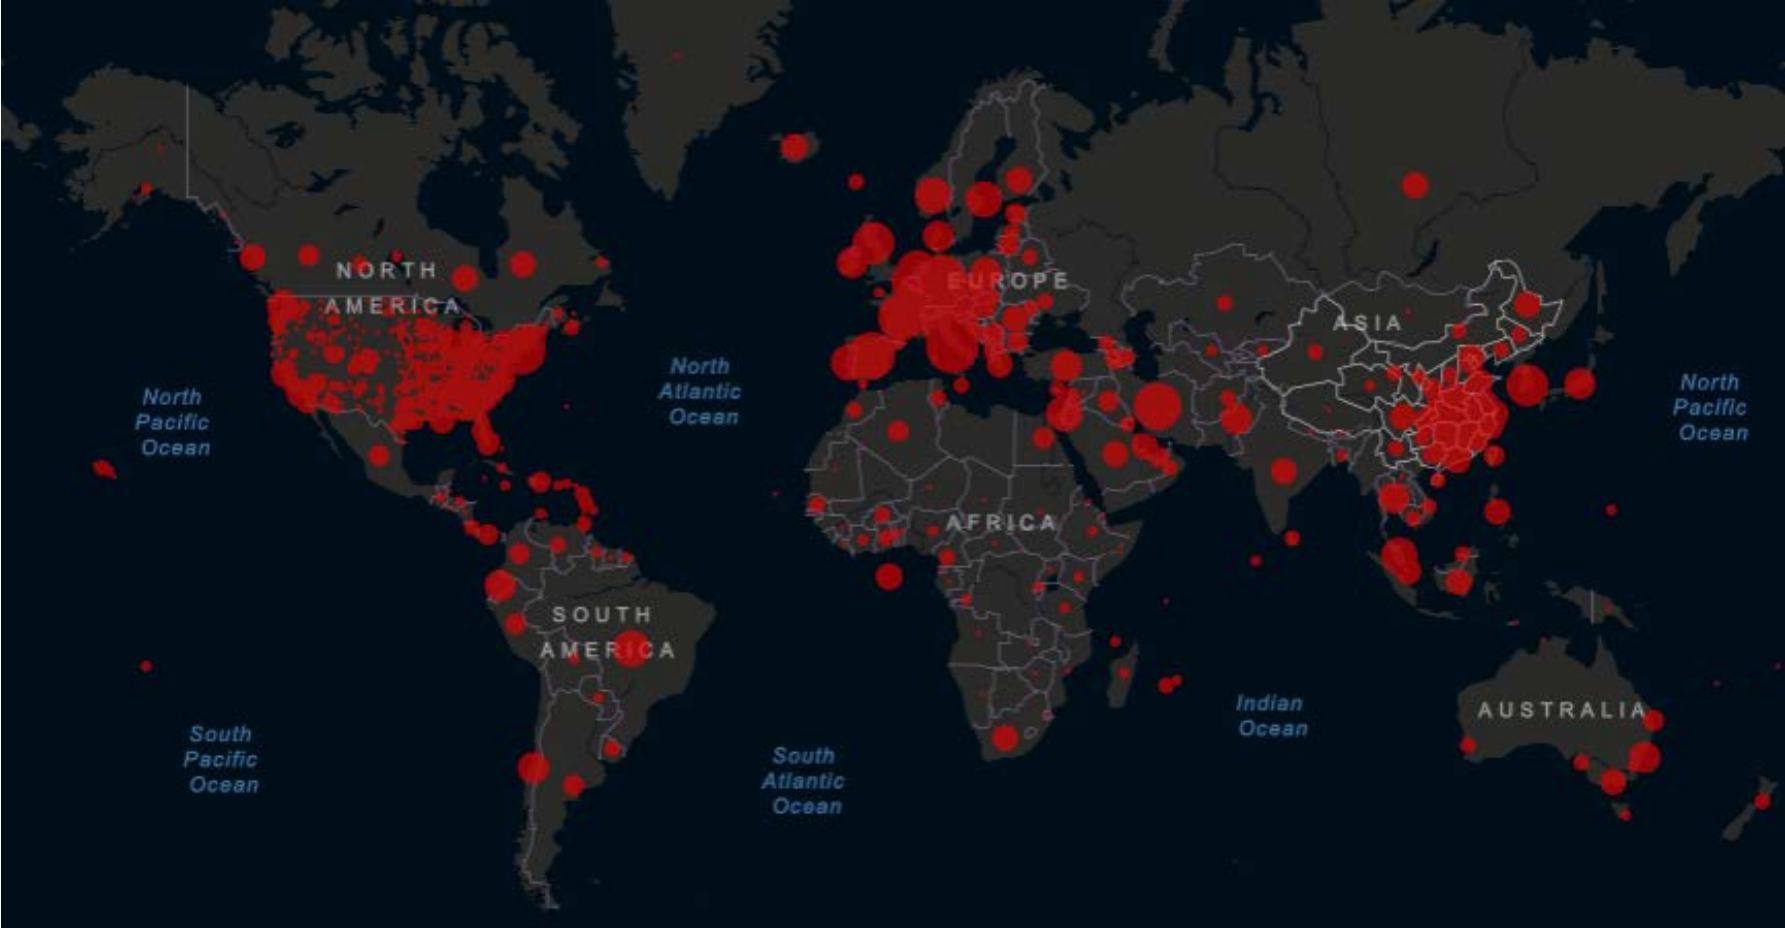 NORTH
AMERICA
EUROPE
ASIA
North
Pacific
Ocean
North
Atlantic
Ocean
North
Pacific
Ocean
AFRICA
SOUTH
AMERICA
AUSTRALIA
Indian
Ocean
South
Pacific
Ocean
South
Atlantic
Ocean